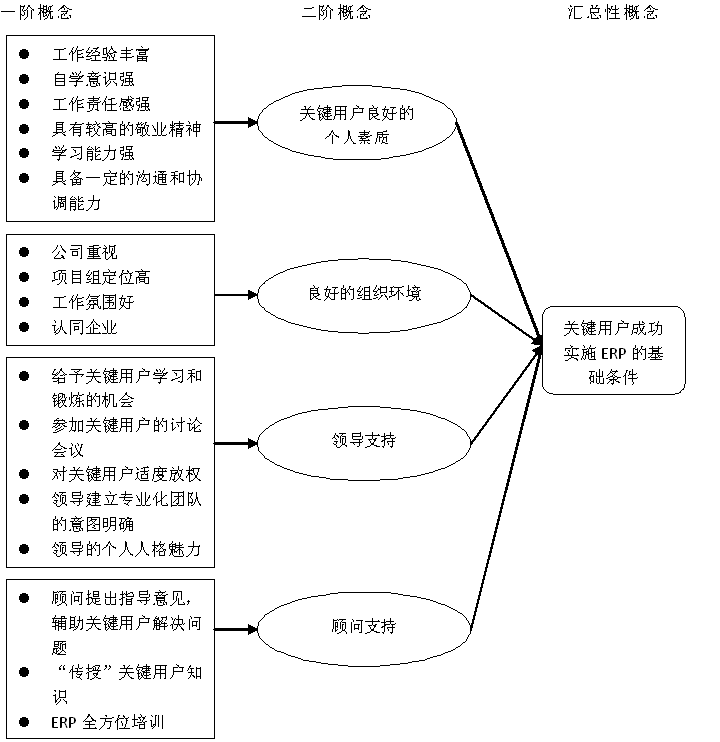 一阶概念
二阶概念
汇总性概念
● 工作经验丰富
● 自学意识强
● 工作责任感强
● 具有较高的敬业精神
● 学习能力强
● 具备一定的沟通和协
调能力
关键用户良好的
个人素质
● 公司重视
● 项目组定位高
● 工作氛围好
● 认同企业
良好的组织环境
关键用户成功
实施 ERP 的基
础条件
● 给予关键用户学习和
锻炼的机会
● 参加关键用户的讨论
会议
● 对关键用户适度放权
● 领导建立专业化团队
的意图明确
● 领导的个人人格魅力
领导支持
● 顾问提出指导意见，
辅助关键用户解决问
题
● “传授”关键用户知
识
● ERP 全方位培训
顾问支持